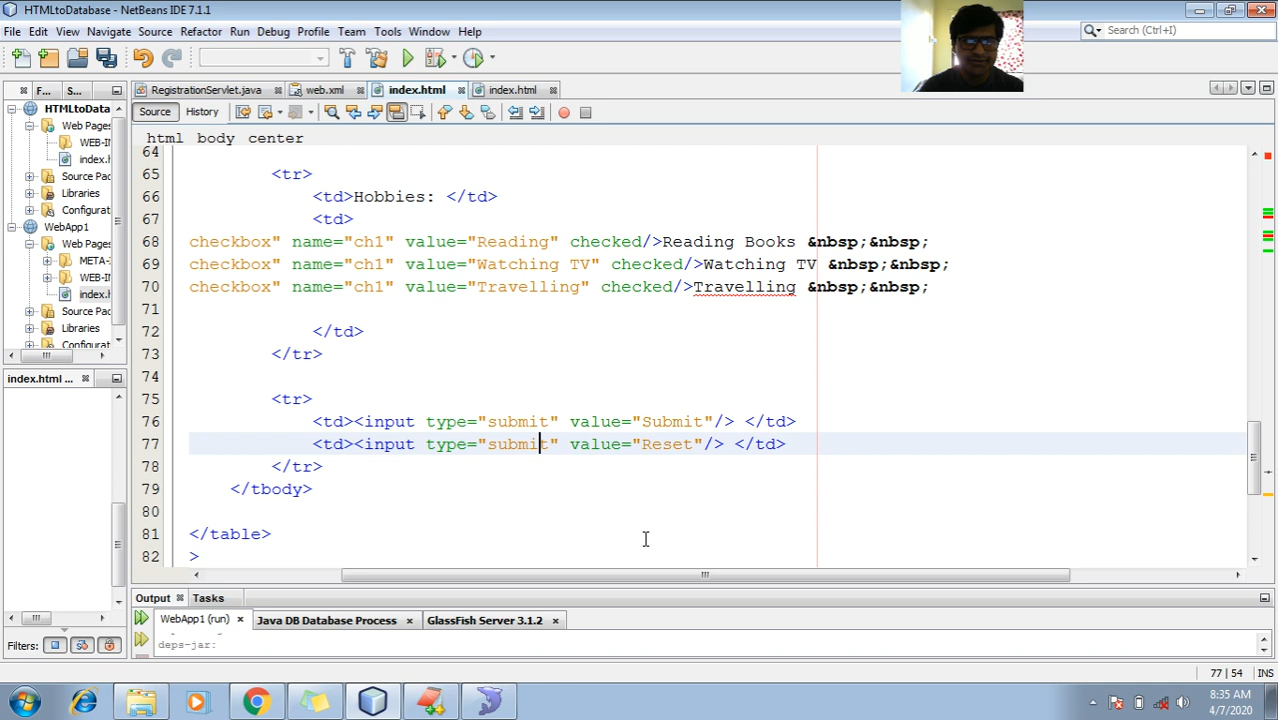 HTMLtoDatabase - NetBeans IDE 7.1.1
File Edit View Navigate Source Refactor Run Debug Profile Team Tools Window Help
Search (Ctrl+I)
F... S... RegistrationServlet.java web.xml index.html index.html
Source History
html body center
HTMLtoData
Web Pages
WEB-IN
index.h
Source Pac
Libraries
Configurat
WebApp1
Web Pages
META-
WEB-IN
index.h
Source Pac
Libraries
Configurat
index.html ...
Filters:
64
65 <tr>
66 <td>Hobbies: </td>
67 <td>
68 checkbox" name="ch1" value="Reading" checked/>Reading Books &nbsp;&nbsp;
69 checkbox" name="ch1" value="Watching TV" checked/>Watching TV &nbsp;&nbsp;
70 checkbox" name="ch1" value="Travelling" checked/>Travelling &nbsp;&nbsp;
71
72 </td>
73 </tr>
74
75 <tr>
76 <td><input type="submit" value="Submit"/> </td>
77 <td><input type="submit" value="Reset"/> </td>
78 </tr>
79 </tbody>
80
81 </table>
82 >
Output Tasks
WebApp1 (run) Java DB Database Process GlassFish Server 3.1.2
deps-jar:
77 | 54 INS
8:35 AM
4/7/2020